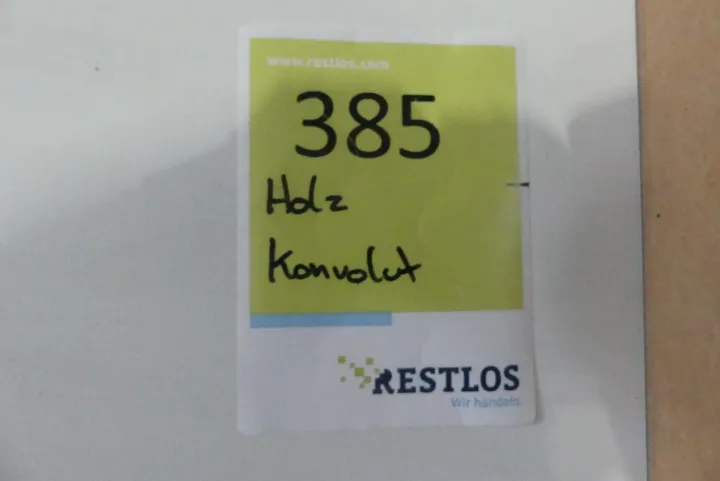 www.restlos.com
385
Holz
Konvolut
RESTLOS
Wir handeln.